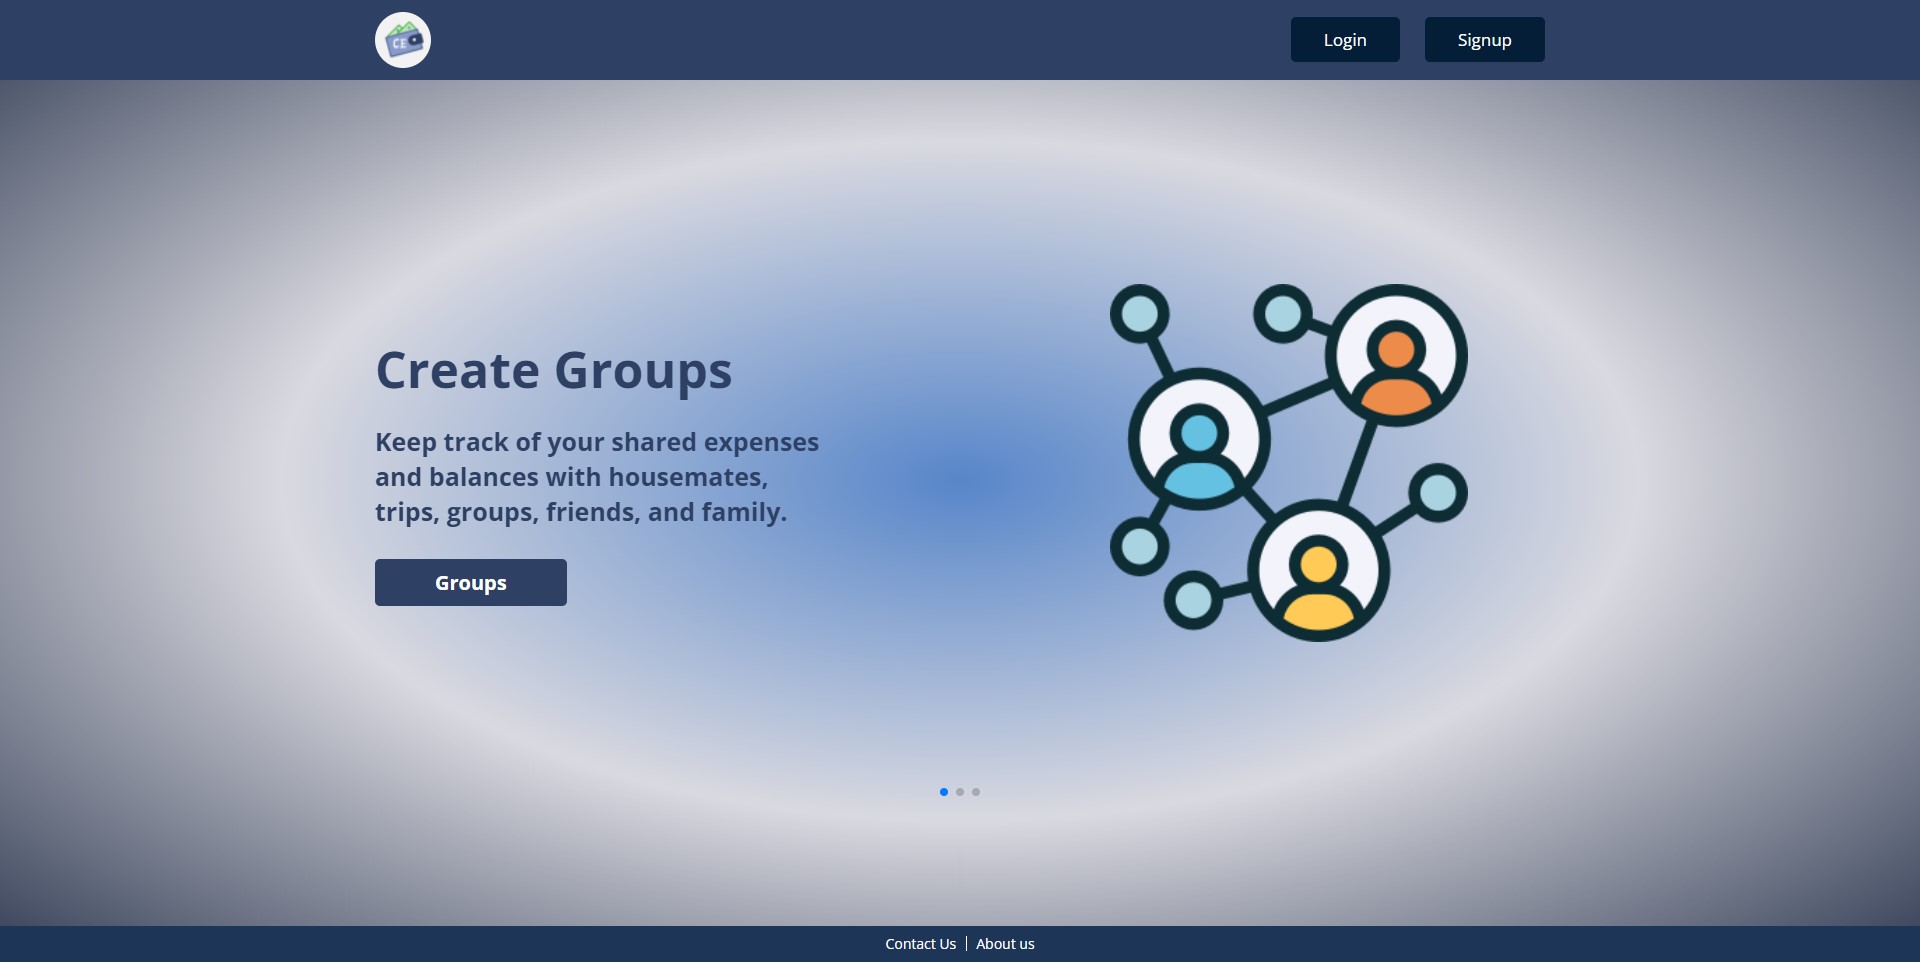 CE
Login
Signup
Create Groups
Keep track of your shared expenses
and balances with housemates,
trips, groups, friends, and family.
Groups
Contact Us
About us